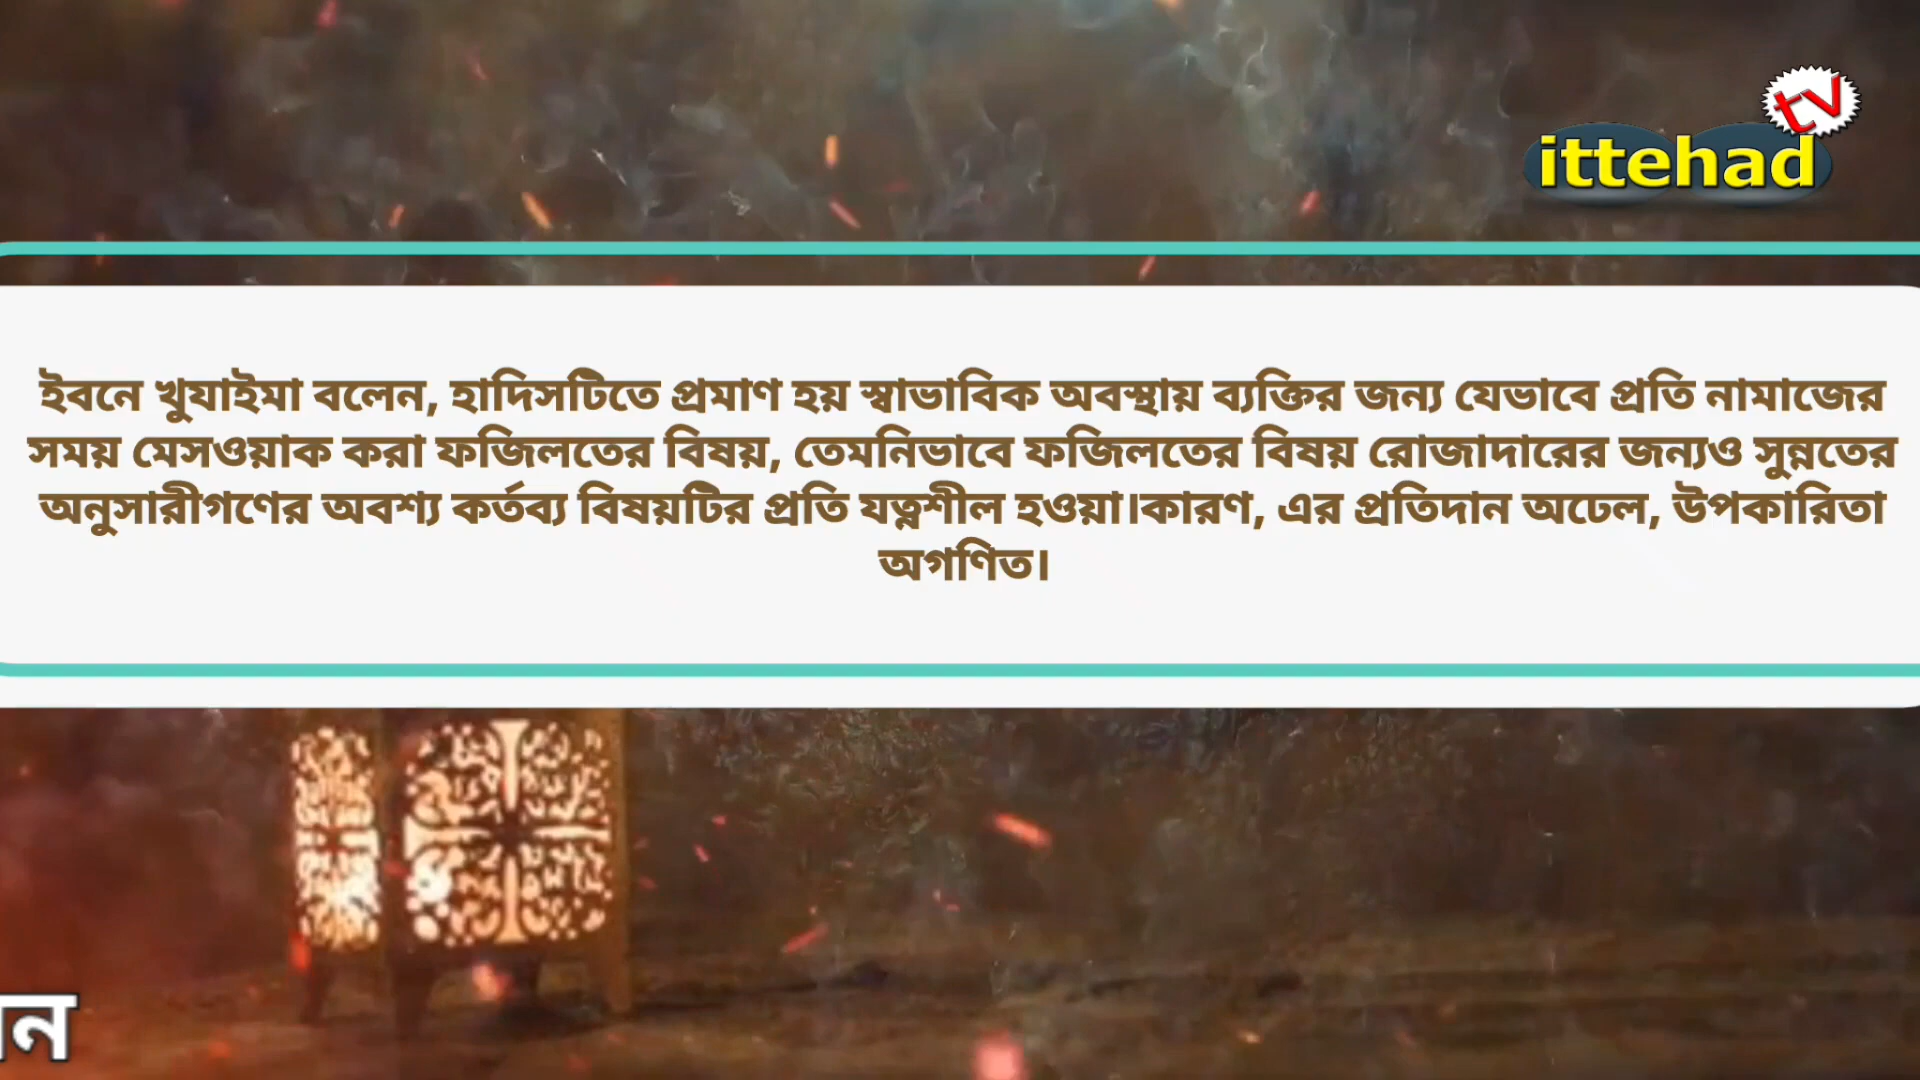 tv
ittehad
ইবনে খুযাইমা বলেন, হাদিসটিতে প্রমাণ হয় স্বাভাবিক অবস্থায় ব্যক্তির জন্য যেভাবে প্রতি নামাজের
সময় মেসওয়াক করা ফজিলতের বিষয়, তেমনিভাবে ফজিলতের বিষয় রোজাদারের জন্যও সুন্নতের
অনুসারীগণের অবশ্য কর্তব্য বিষয়টির প্রতি যত্নশীল হওয়া।কারণ, এর প্রতিদান অঢেল, উপকারিতা
অগণিত।